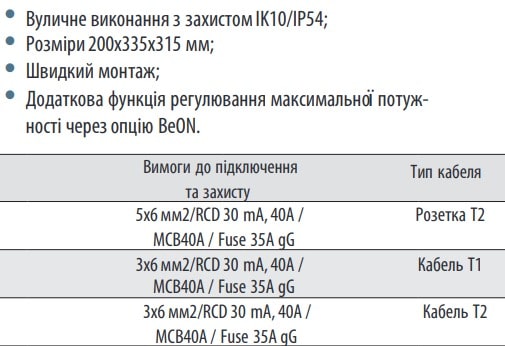 • Вуличне виконання з захистом IK10/IP54;
• Розміри 200x335x315 мм;
• Швидкий монтаж;
• Додаткова функція регулювання максимальної потуж-
ності через опцію BeON.
Вимоги до підключення Тип кабеля
та захисту
5x6 мм2/RCD 30 mA, 40A / Розетка T2
MCB40A / Fuse 35A gG
3x6 мм2/RCD 30 mA, 40A / Кабель T1
MCB40A / Fuse 35A gG
3x6 мм2/RCD 30 mA, 40A / Кабель T2
MCB40A / Fuse 35A gG